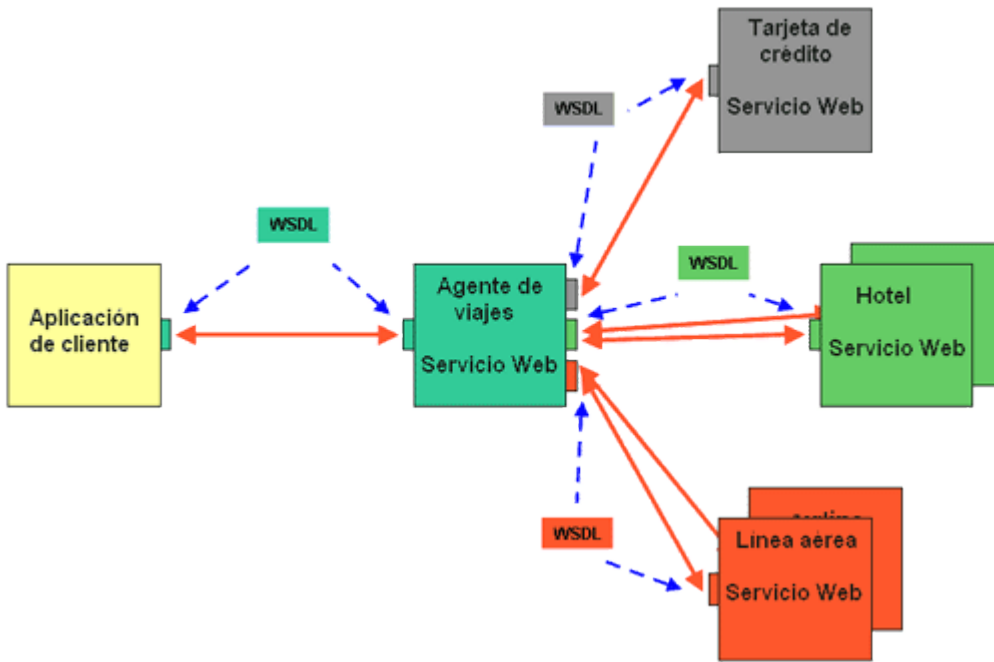 Tarjeta de
crédito
Servicio Web
WSDL
WSDL
WSDL
Aplicación
de cliente
Agente de
viajes
Servicio Web
Hotel
Servicio Web
WSDL
Línea aérea
Servicio Web